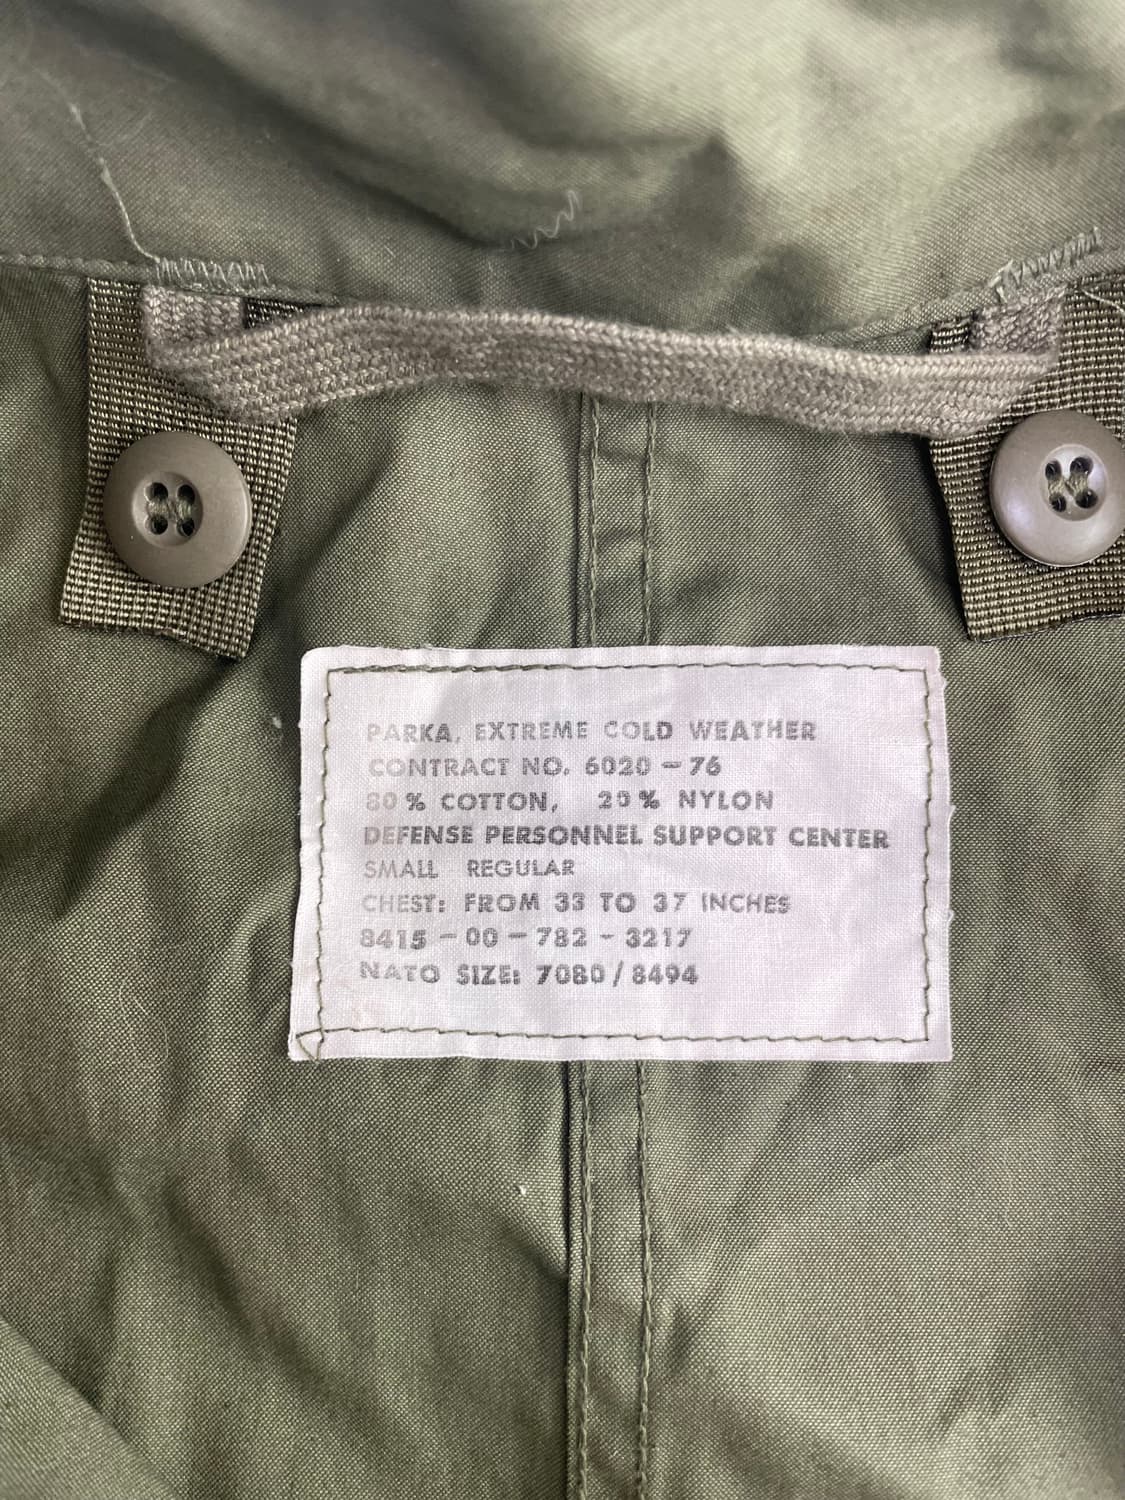 PARKA, EXTREME COLD WEATHER
CONTRACT NO. 6020-76
80% COTTON, 20% NYLON
DEFENSE PERSONNEL SUPPORT CENTER
SMALL REGULAR
CHEST: FROM 33 TO 37 INCHES
8415-00-782-3217
NATO SIZE: 7080/8494